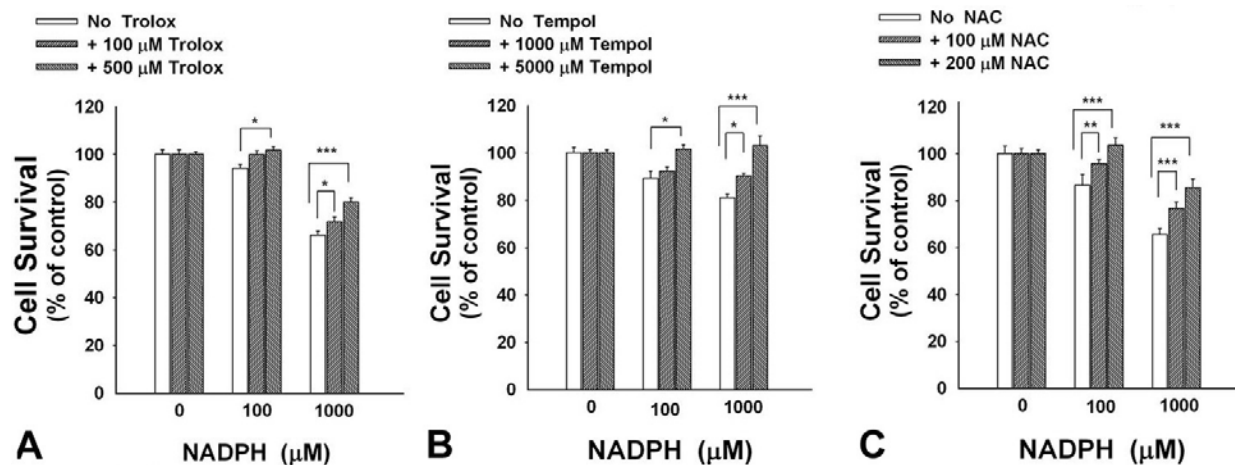 No Trolox
+ 100 μM Trolox
+ 500 μM Trolox
120
100
80
60
40
20
0
Cell Survival
(% of control)
*
***
*
0 100 1000
A NADPH (μM)
No Tempol
+ 1000 μM Tempol
+ 5000 μM Tempol
120
100
80
60
40
20
0
Cell Survival
(% of control)
*
***
*
0 100 1000
B NADPH (μM)
No NAC
+ 100 μM NAC
+ 200 μM NAC
120
100
80
60
40
20
0
Cell Survival
(% of control)
***
**
***
***
0 100 1000
C NADPH (μM)